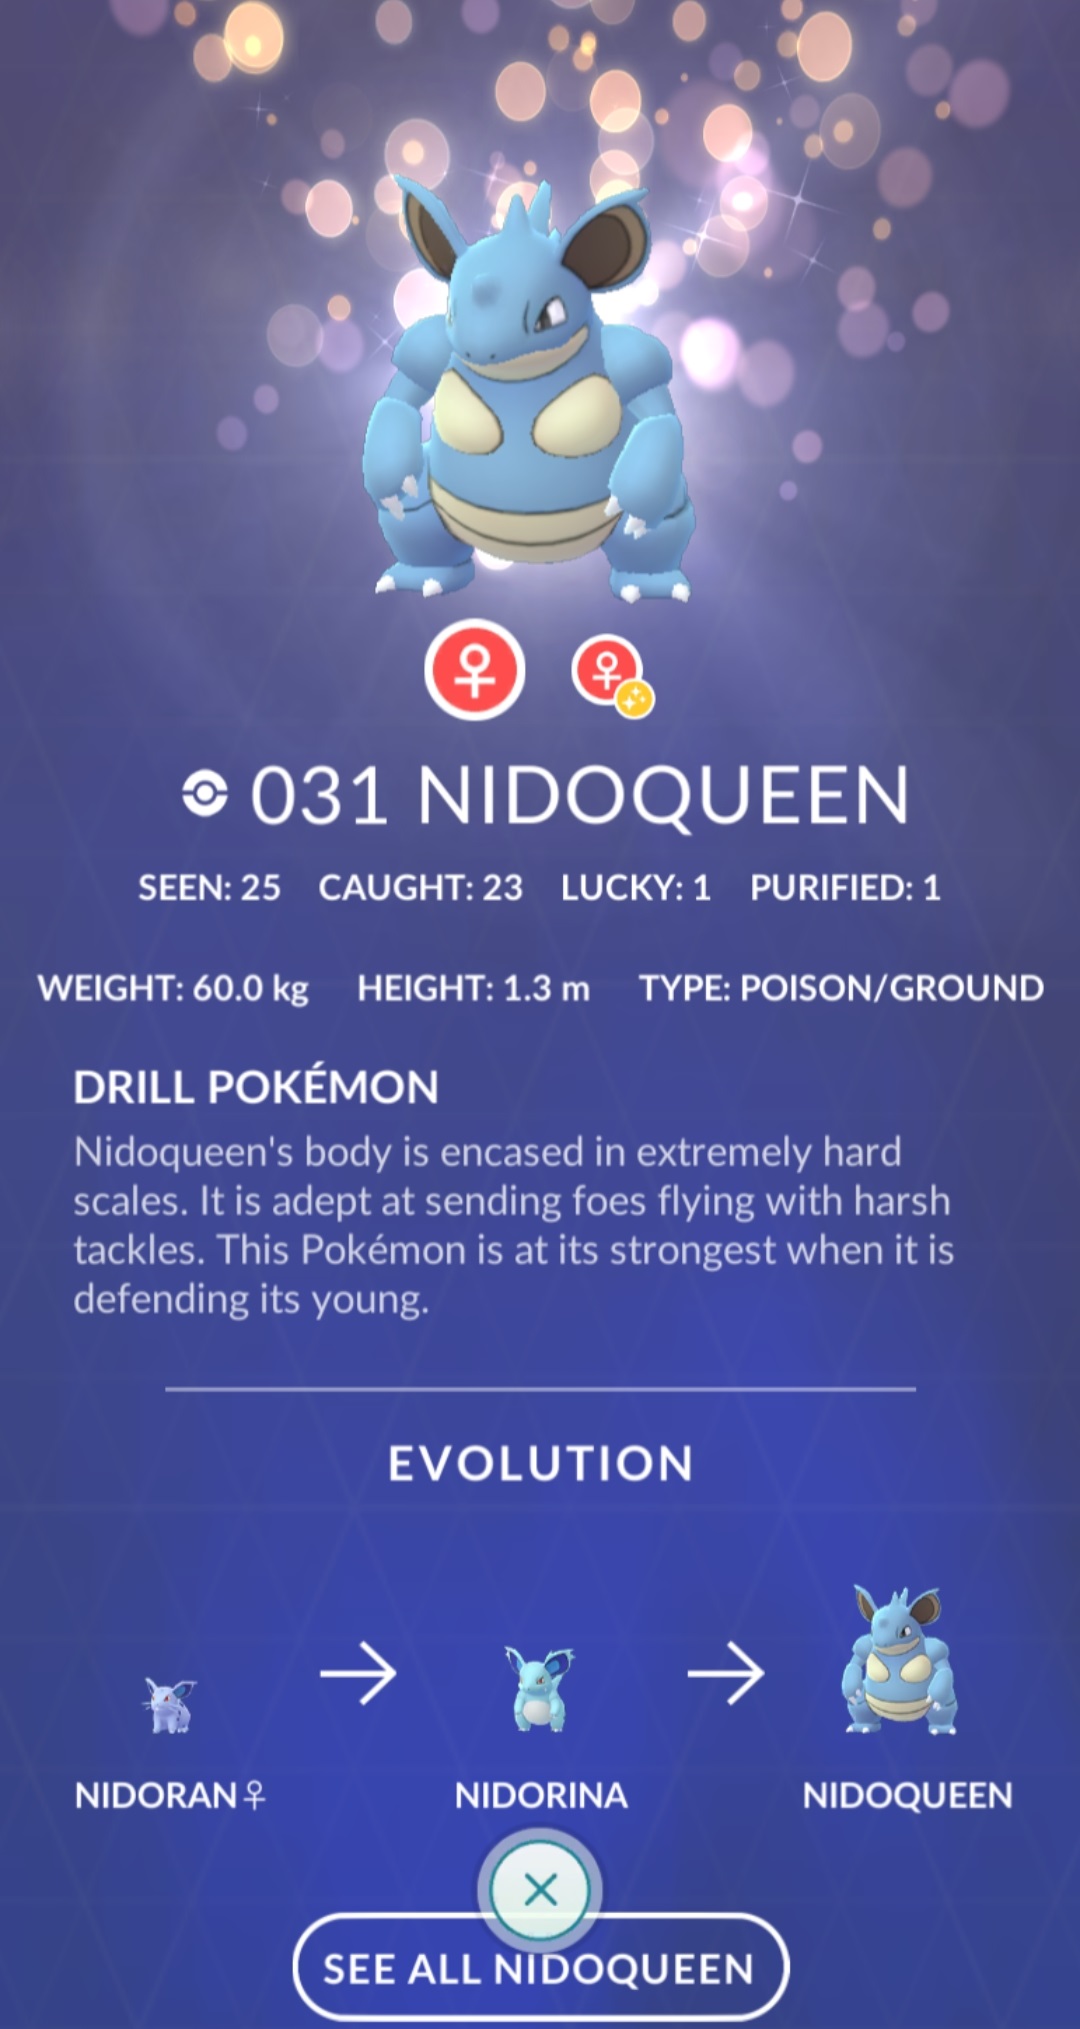 031 NIDOQUEEN
SEEN: 25 CAUGHT: 23 LUCKY: 1 PURIFIED: 1
WEIGHT: 60.0 kg HEIGHT: 1.3 m TYPE: POISON/GROUND
DRILL POKÉMON
Nidoqueen's body is encased in extremely hard
scales. It is adept at sending foes flying with harsh
tackles. This Pokémon is at its strongest when it is
defending its young.
EVOLUTION
NIDORAN♀ NIDORINA NIDOQUEEN
SEE ALL NIDOQUEEN